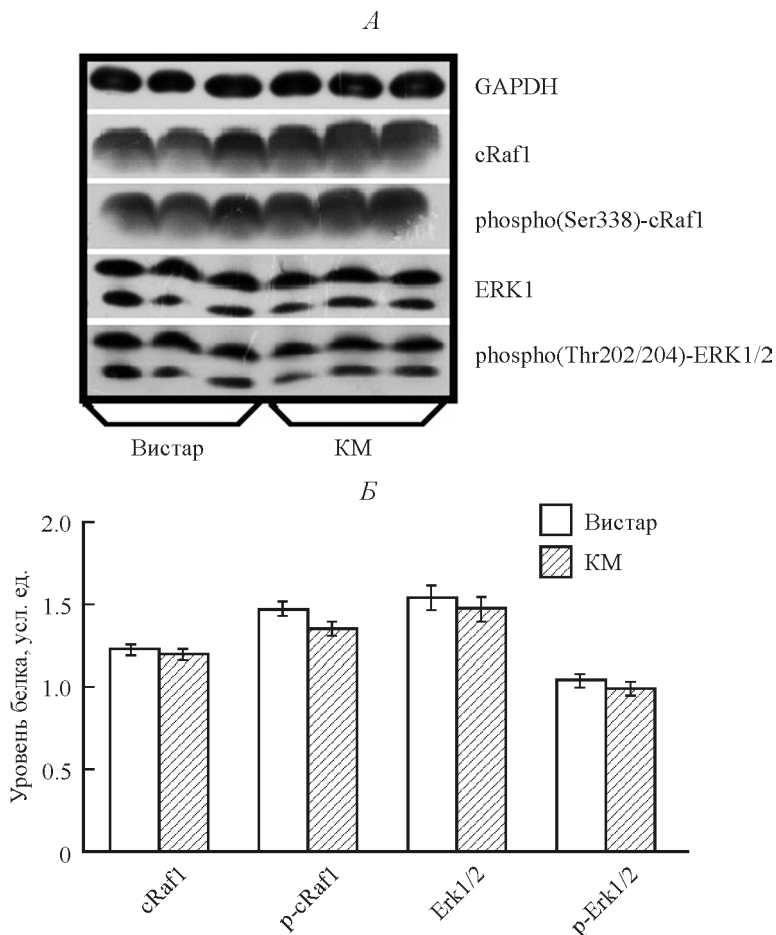 А
GAPDH
cRaf1
phospho(Ser338)-cRaf1
ERK1
phospho(Thr202/204)-ERK1/2
Вистар
КМ
Б
Вистар
КМ
Уровень белка, усл. ед.
2.0
1.5
1.0
0.5
0
cRaf1
p-cRaf1
Erk1/2
p-Erk1/2